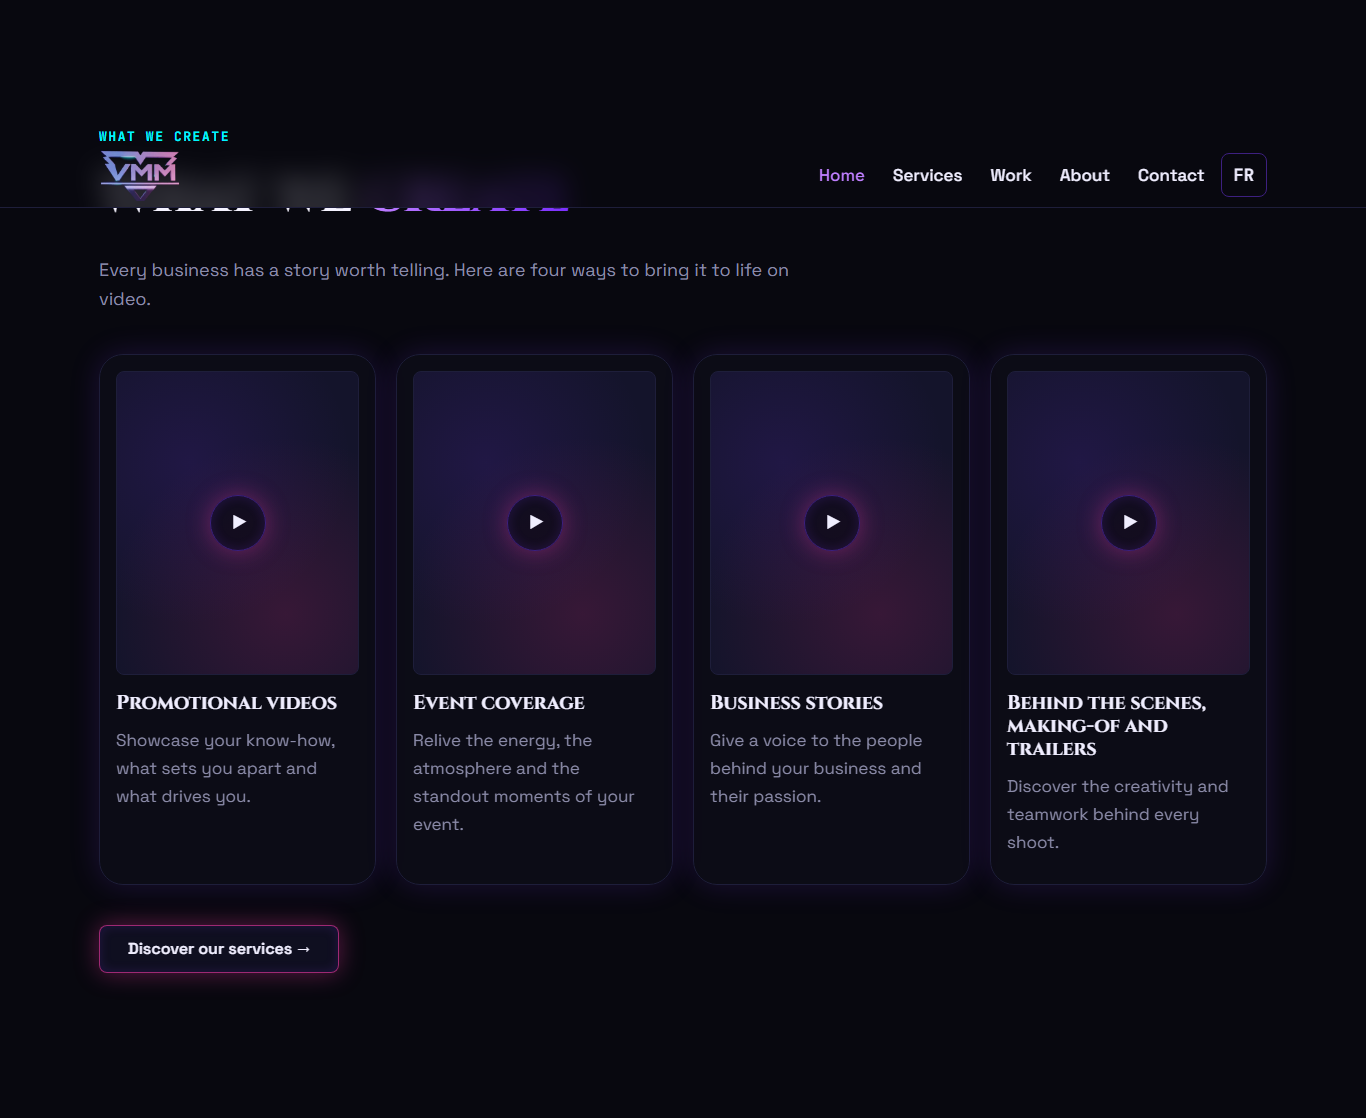 WHAT WE CREATE
VMM
Home Services Work About Contact FR
Every business has a story worth telling. Here are four ways to bring it to life on
video.
Promotional videos
Showcase your know-how,
what sets you apart and
what drives you.
Event coverage
Relive the energy, the
atmosphere and the
standout moments of your
event.
Business stories
Give a voice to the people
behind your business and
their passion.
Behind the scenes,
making-of and
trailers
Discover the creativity and
teamwork behind every
shoot.
Discover our services →